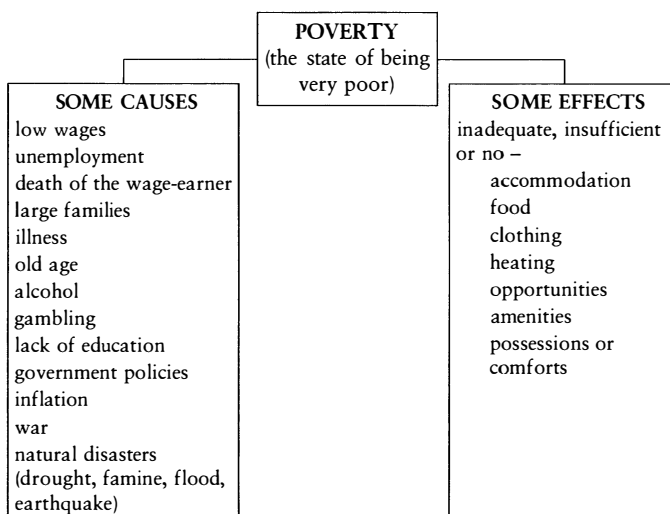 POVERTY
(the state of being
very poor)
SOME CAUSES
low wages
unemployment
death of the wage-earner
large families
illness
old age
alcohol
gambling
lack of education
government policies
inflation
war
natural disasters
(drought, famine, flood,
earthquake)
SOME EFFECTS
inadequate, insufficient
or no –
accommodation
food
clothing
heating
opportunities
amenities
possessions or
comforts